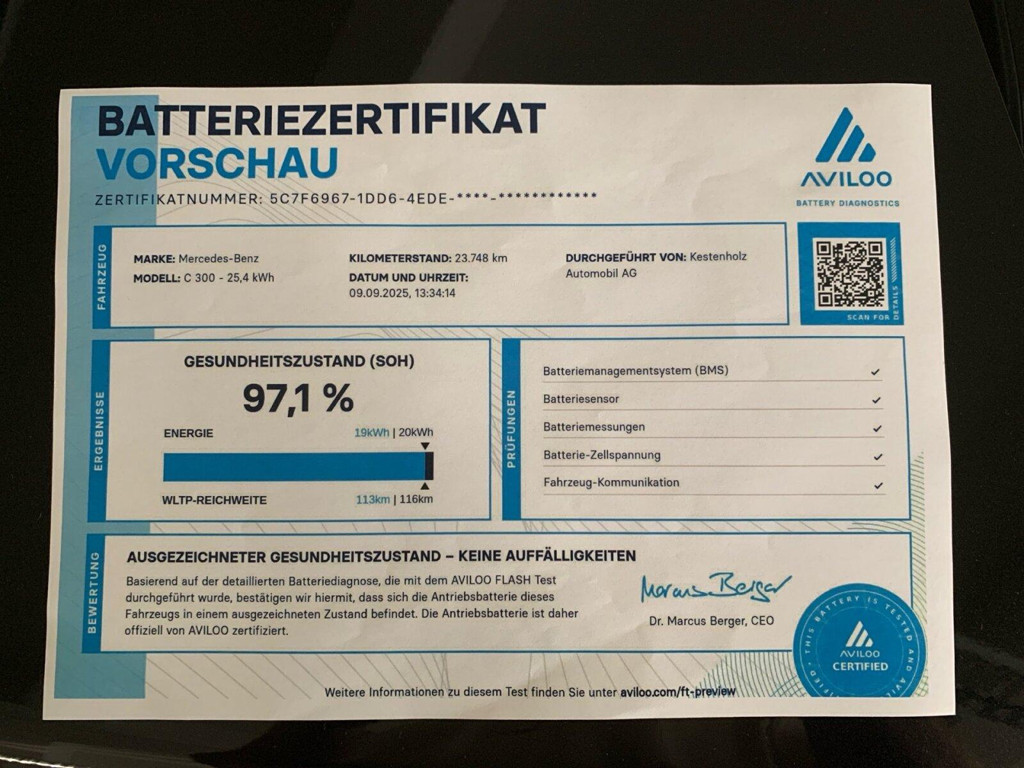 BATTERIEZERTIFIKAT
VORSCHAU
ZERTIFIKATNUMMER: 5C7F6967-1DD6-4EDE-****-************
AVILOO
BATTERY DIAGNOSTICS
FAHRZEUG
MARKE: Mercedes-Benz
MODELL: C 300 - 25,4 kWh
KILOMETERSTAND: 23.748 km
DATUM UND UHRZEIT:
09.09.2025, 13:34:14
DURCHGEFÜHRT VON: Kestenholz
Automobil AG
SCAN FOR
DETAILS
ERGEBNISSE
GESUNDHEITSZUSTAND (SOH)
97,1 %
ENERGIE 19kWh | 20kWh
WLTP-REICHWEITE 113km | 116km
PRÜFUNGEN
Batteriemanagementsystem (BMS) ✓
Batteriesensor ✓
Batteriemessungen ✓
Batterie-Zellspannung ✓
Fahrzeug-Kommunikation ✓
BEWERTUNG
AUSGEZEICHNETER GESUNDHEITSZUSTAND – KEINE AUFFÄLLIGKEITEN
Basierend auf der detaillierten Batteriediagnose, die mit dem AVILOO FLASH Test
durchgeführt wurde, bestätigen wir hiermit, dass sich die Antriebsbatterie dieses
Fahrzeugs in einem ausgezeichneten Zustand befindet. Die Antriebsbatterie ist daher
offiziell von AVILOO zertifiziert.
Marcus Berger
Dr. Marcus Berger, CEO
THIS BATTERY IS TESTED AND
AVILOO
CERTIFIED
Weitere Informationen zu diesem Test finden Sie unter aviloo.com/ft-preview